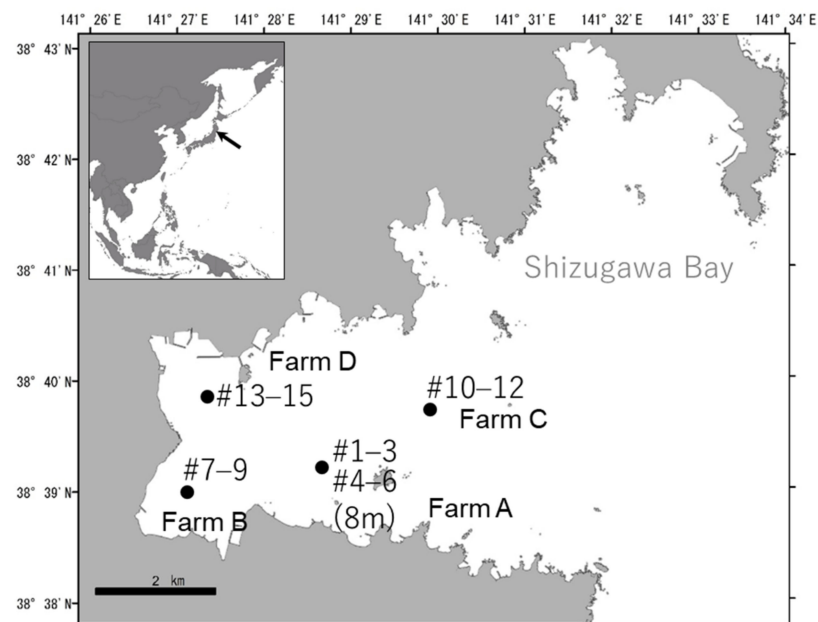 141° 26′E 141° 27′E 141° 28′E 141° 29′E 141° 30′E 141° 31′E 141° 32′E 141° 33′E 141° 34′E
38° 43′N
38° 42′N
38° 41′N
Shizugawa Bay
38° 40′N
Farm D
#13–15
#10–12
Farm C
#1–3
#4–6
(8m)
#7–9
38° 39′N
Farm A
Farm B
2 km
38° 38′N